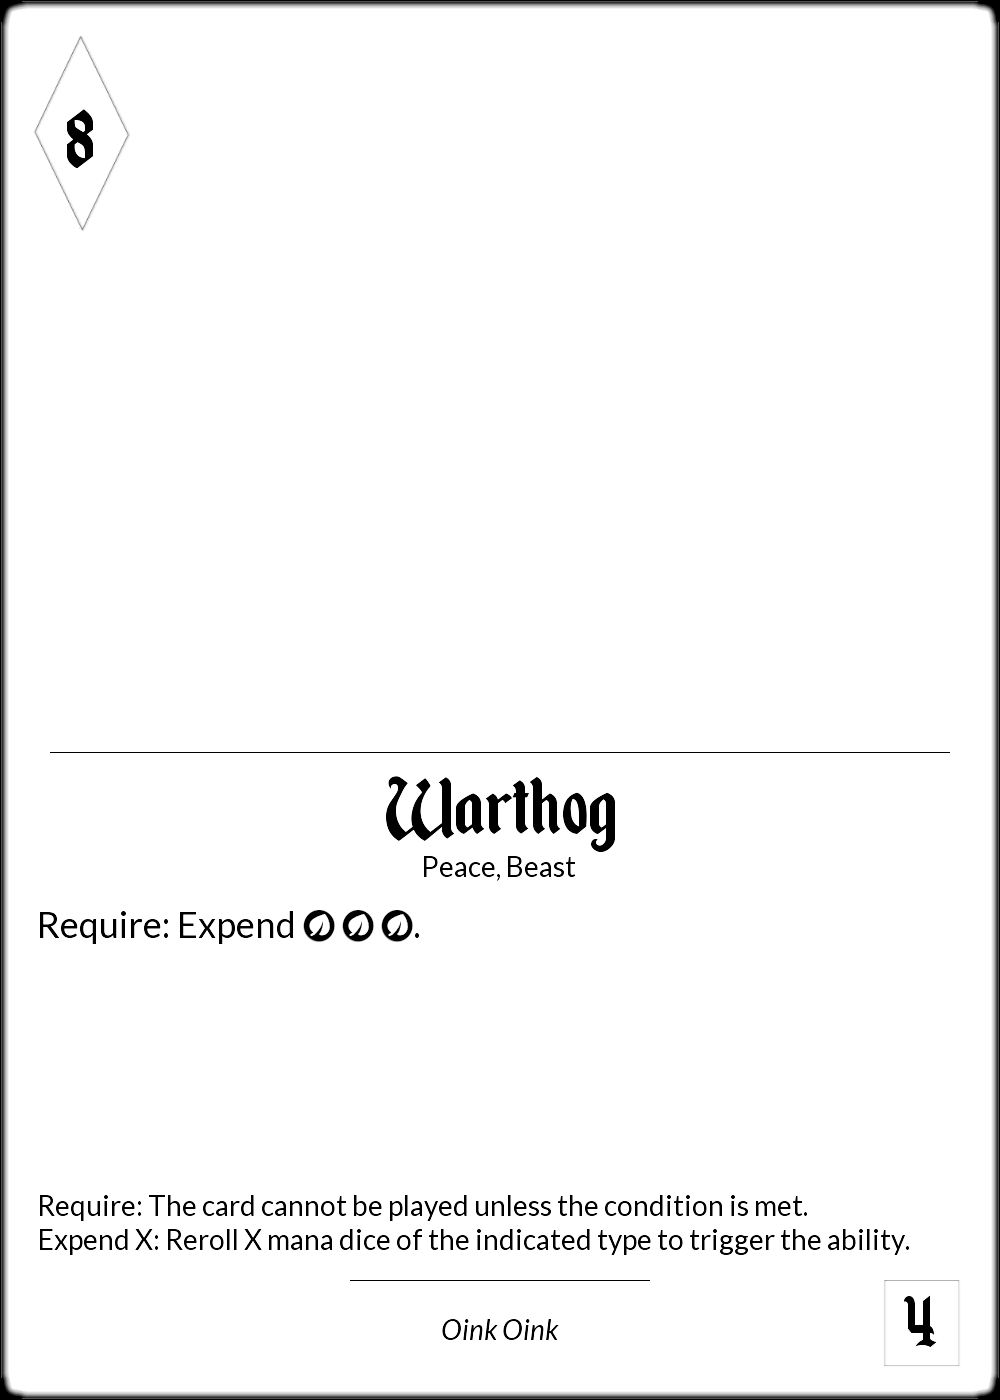 8
Warthog
Peace, Beast
Require: Expend .
Require: The card cannot be played unless the condition is met.
Expend X: Reroll X mana dice of the indicated type to trigger the ability.
Oink Oink
4